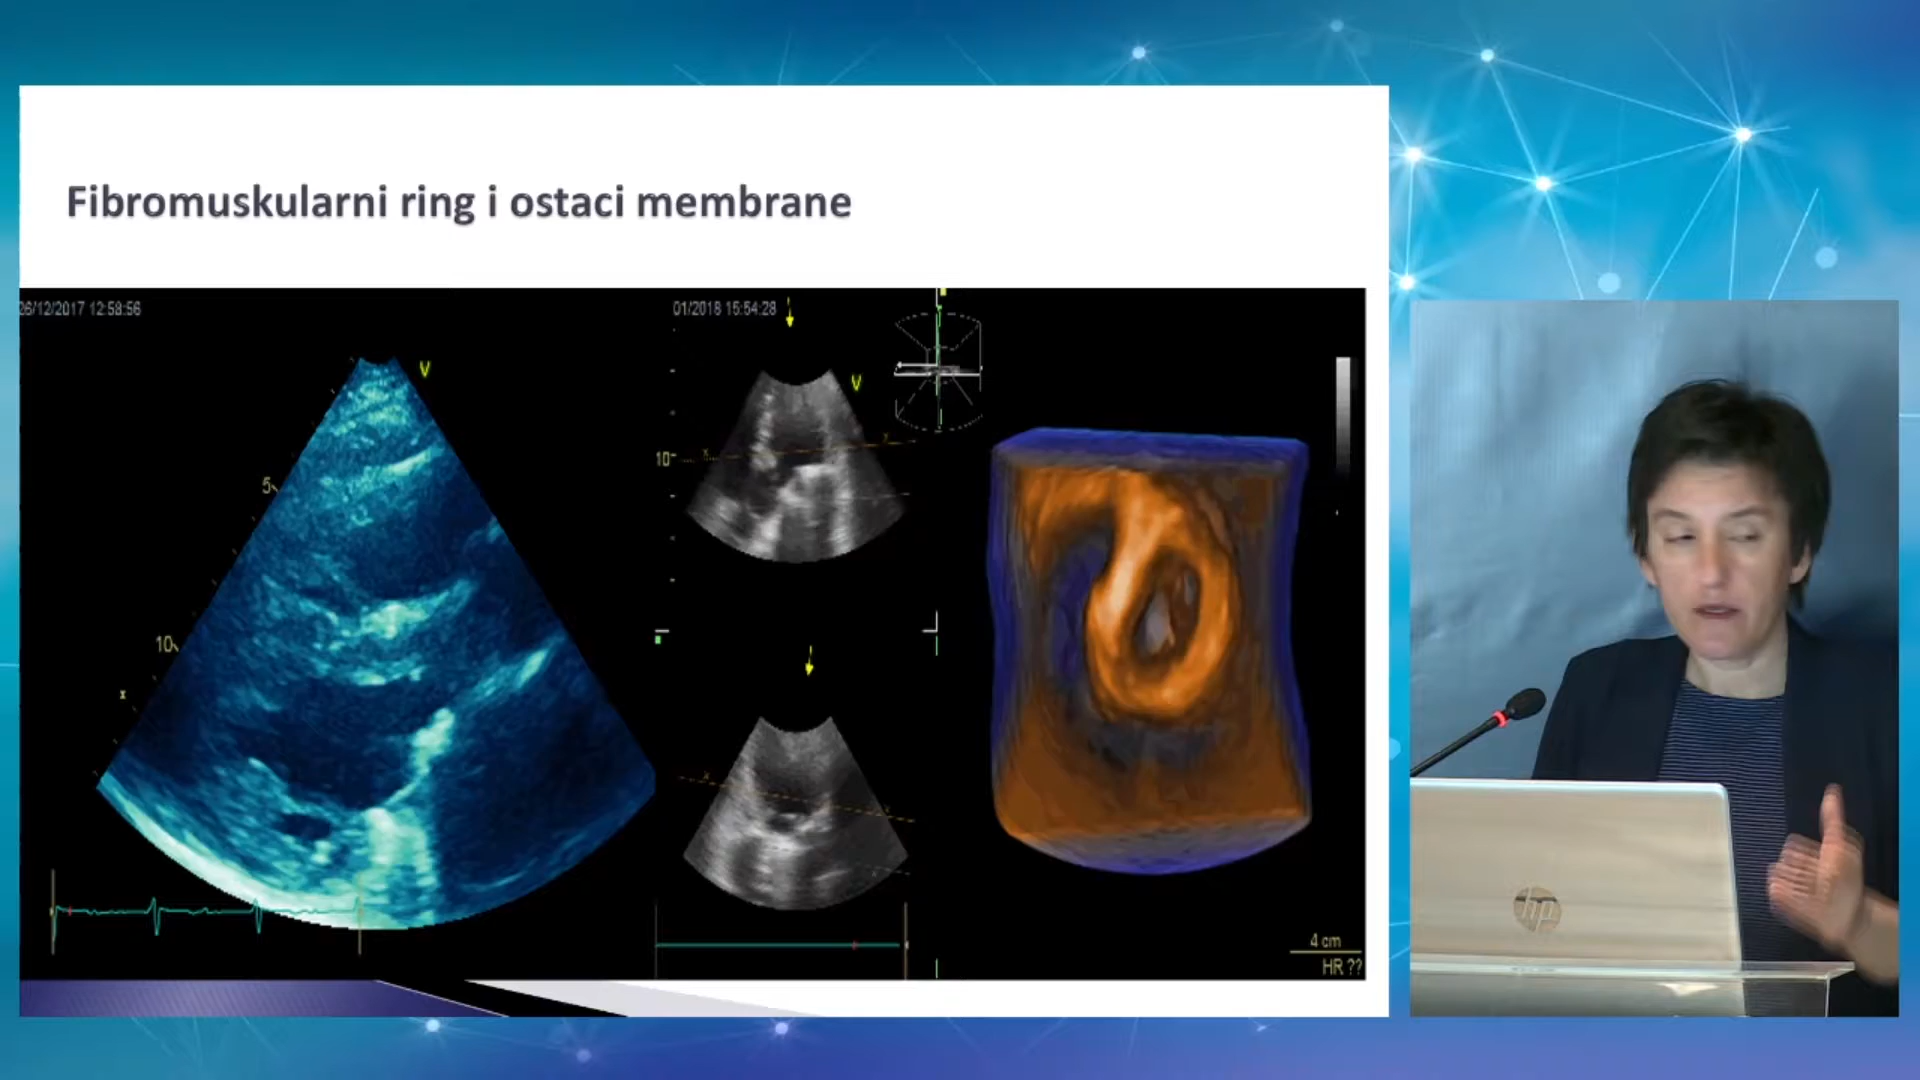 Fibromuskularni ring i ostaci membrane
26/12/2017 12:58:56
V
5
10
x
01/2018 15:54:28
V
10
x
x
x
x
x
4 cm
HR ??
hp